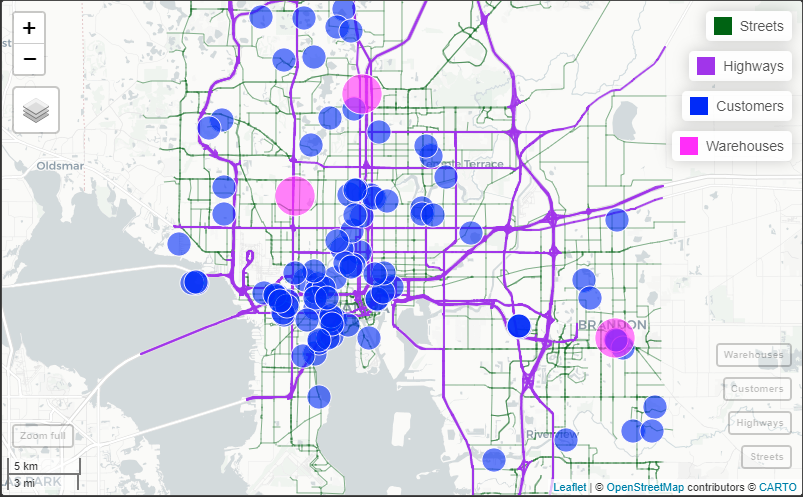 +
−
Streets
Highways
Customers
Warehouses
Oldsmar
Temple Terrace
BRANDON
Warehouses
Customers
Highways
Streets
Riverview
Zoom full
5 km
3 mi
PARK
Leaflet | © OpenStreetMap contributors © CARTO